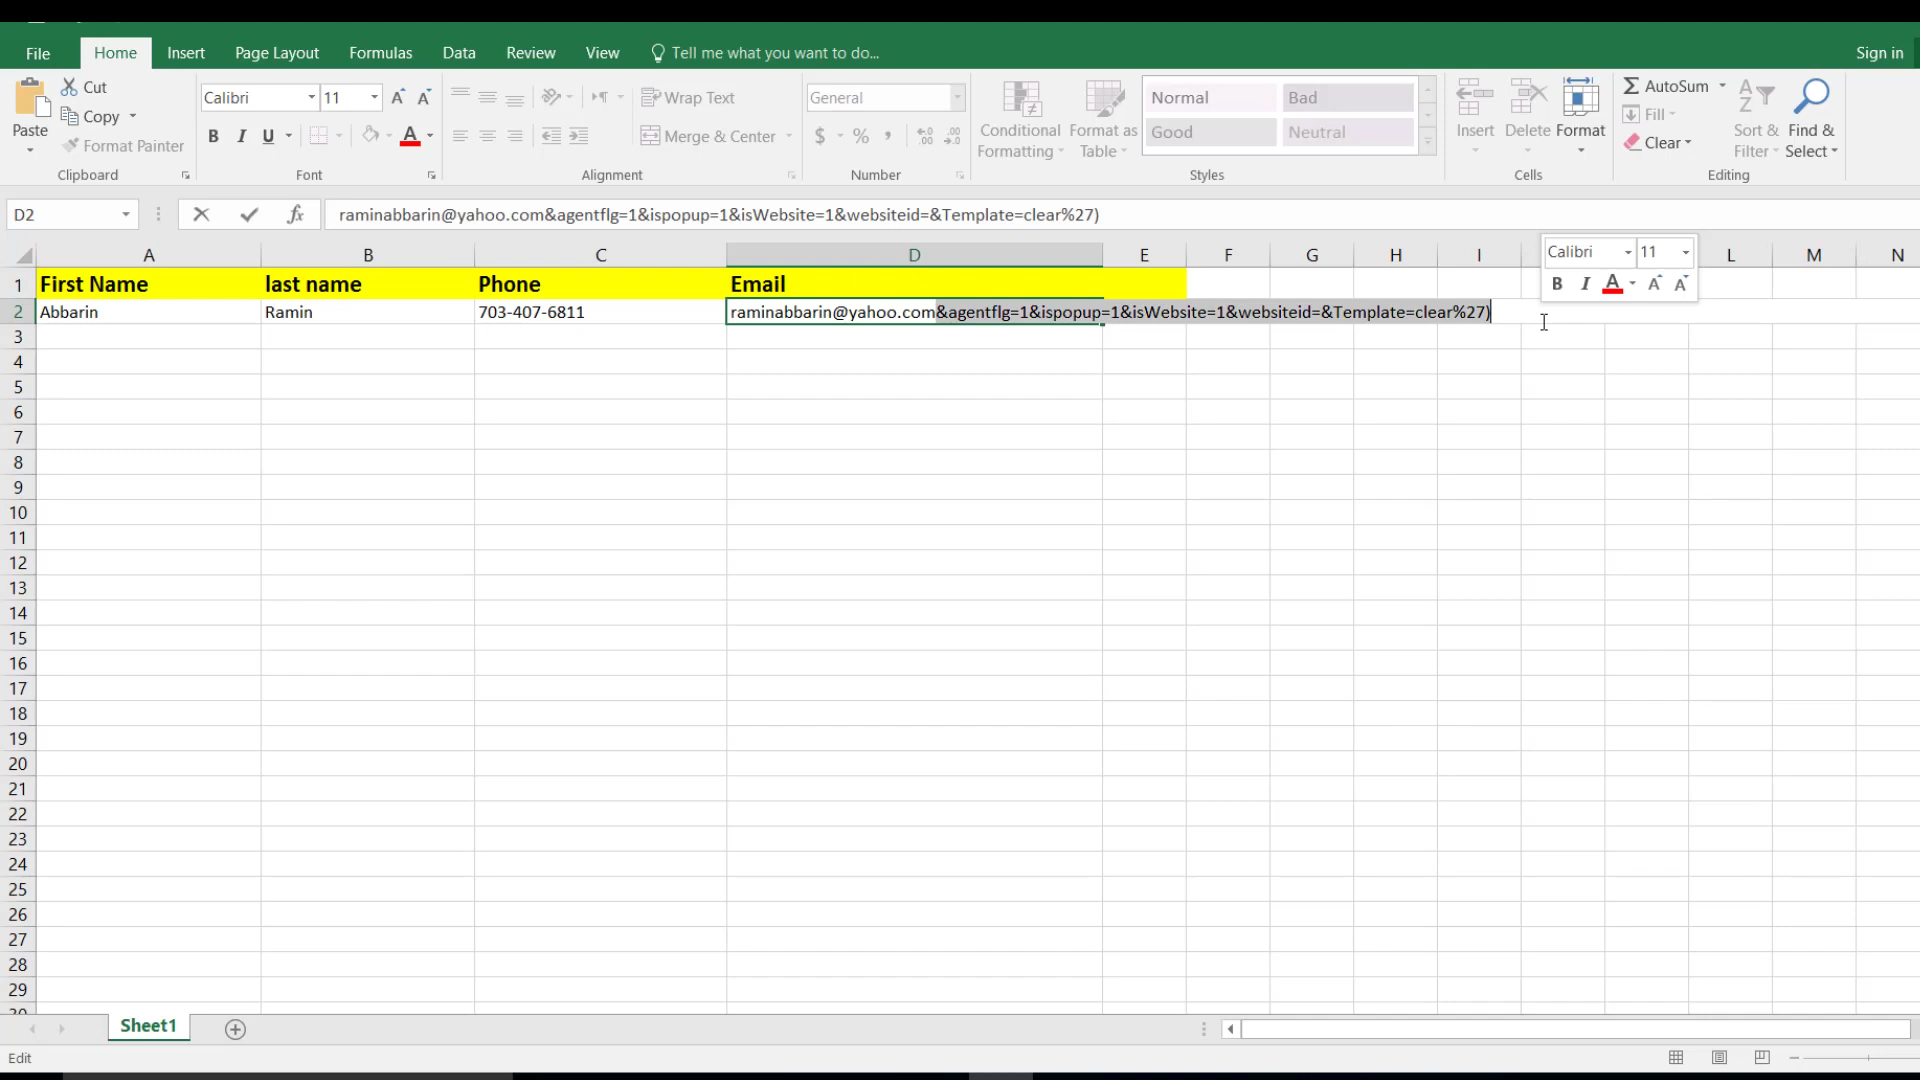 File Home Insert Page Layout Formulas Data Review View Tell me what you want to do... Sign in
Cut
Calibri 11
Wrap Text
General
Normal Bad
AutoSum
Paste
Copy
Merge & Center
Conditional Formatting
Format as Table
Good Neutral
Insert Delete Format
Fill
Sort & Filter
Find & Select
Format Painter
B I U A
$ % ,
Clear
Clipboard Font Alignment Number Styles Cells Editing
D2 fx raminabbarin@yahoo.com&agentflg=1&ispopup=1&isWebsite=1&websiteid=&Template=clear%27)
A B C D E F G H I L M N
Calibri 11
B I A A A
1 First Name last name Phone Email
2 Abbarin Ramin 703-407-6811 raminabbarin@yahoo.com&agentflg=1&ispopup=1&isWebsite=1&websiteid=&Template=clear%27)
3
4
5
6
7
8
9
10
11
12
13
14
15
16
17
18
19
20
21
22
23
24
25
26
27
28
29
30
Sheet1
Edit